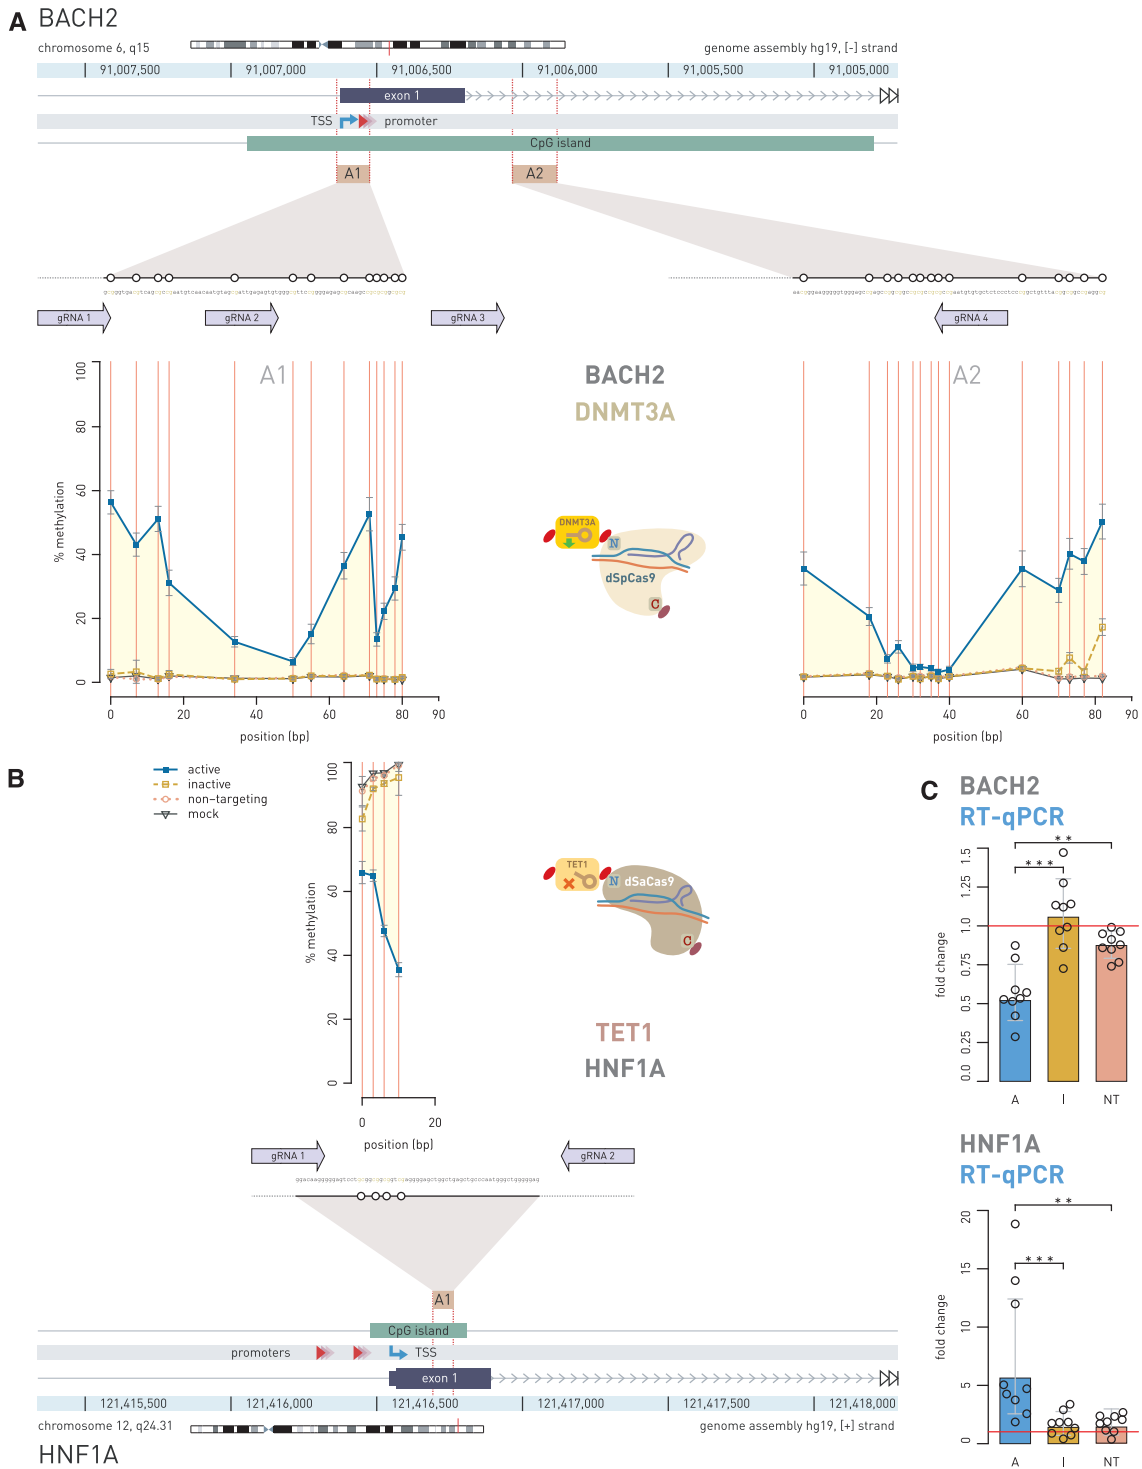 A BACH2
chromosome 6, q15
genome assembly hg19, [-] strand
91,007,500 91,007,000 91,006,500 91,006,000 91,005,500 91,005,000
exon 1
TSS promoter
CpG island
A1 A2
gRNA 1 gRNA 2 gRNA 3 gRNA 4
A1
BACH2
DNMT3A
A2
% methylation
0 20 40 60 80 100
0 20 40 60 80 90
position (bp)
DNMT3A
N
dSpCas9
C
0 20 40 60 80 90
position (bp)
B
active
inactive
non-targeting
mock
% methylation
0 20 40 60 80 100
0 20
position (bp)
TET1
N dSaCas9
C
TET1
HNF1A
gRNA 1 gRNA 2
A1
CpG island
promoters TSS
exon 1
121,415,500 121,416,000 121,416,500 121,417,000 121,417,500 121,418,000
chromosome 12, q24.31
genome assembly hg19, [+] strand
HNF1A
C BACH2
RT-qPCR
**
***
fold change
0.0 0.25 0.5 0.75 1.0 1.25 1.5
A I NT
HNF1A
RT-qPCR
**
***
fold change
0 5 10 15 20
A I NT